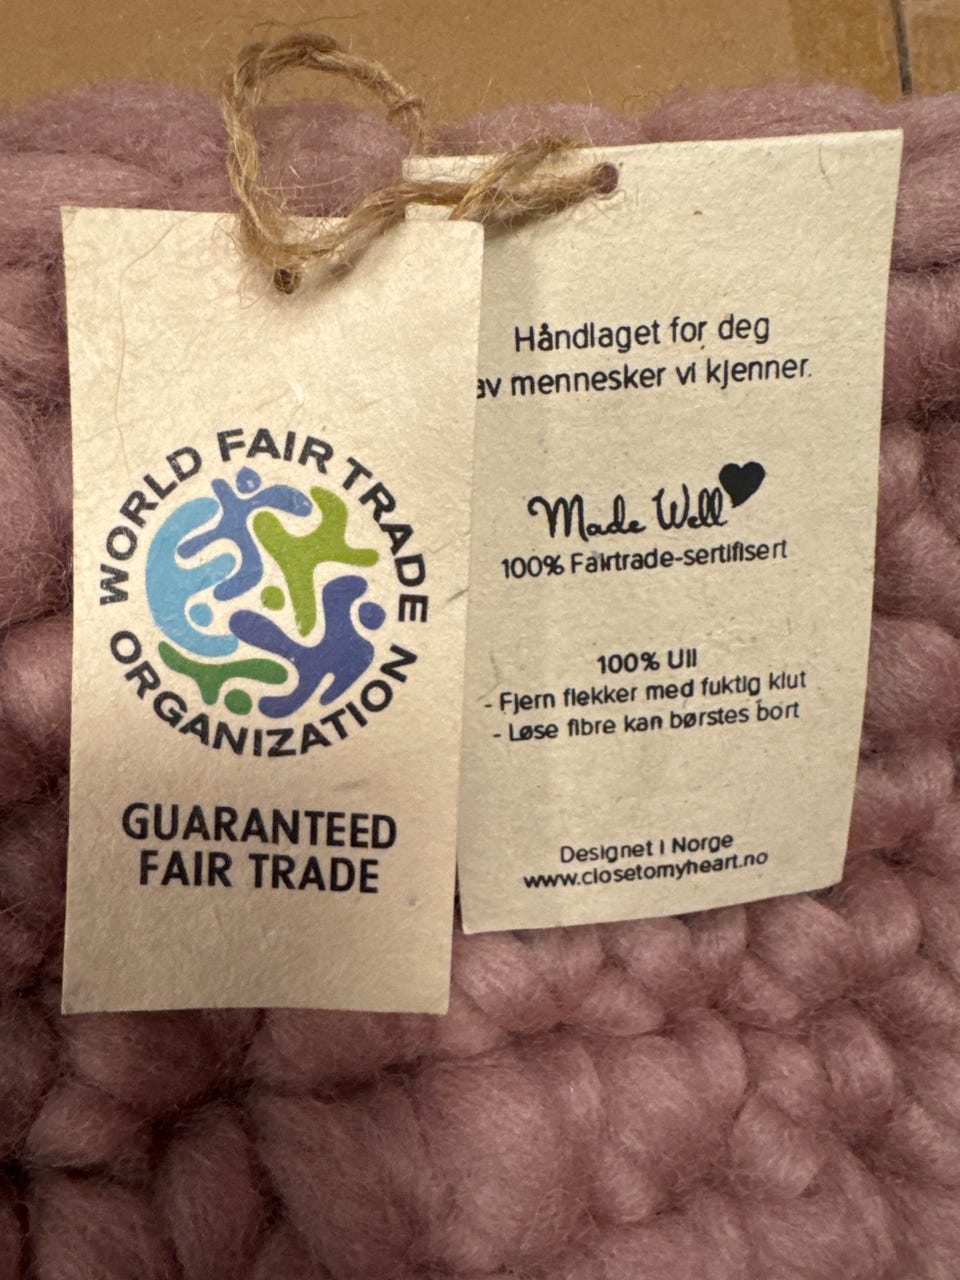 WORLD FAIR TRADE
ORGANIZATION
GUARANTEED
FAIR TRADE
Håndlaget for deg
av mennesker vi kjenner.
Made Well
100% Fairtrade-sertifisert
100% Ull
- Fjern flekker med fuktig klut
- Løse fibre kan børstes bort
Designet i Norge
www.closetomyheart.no